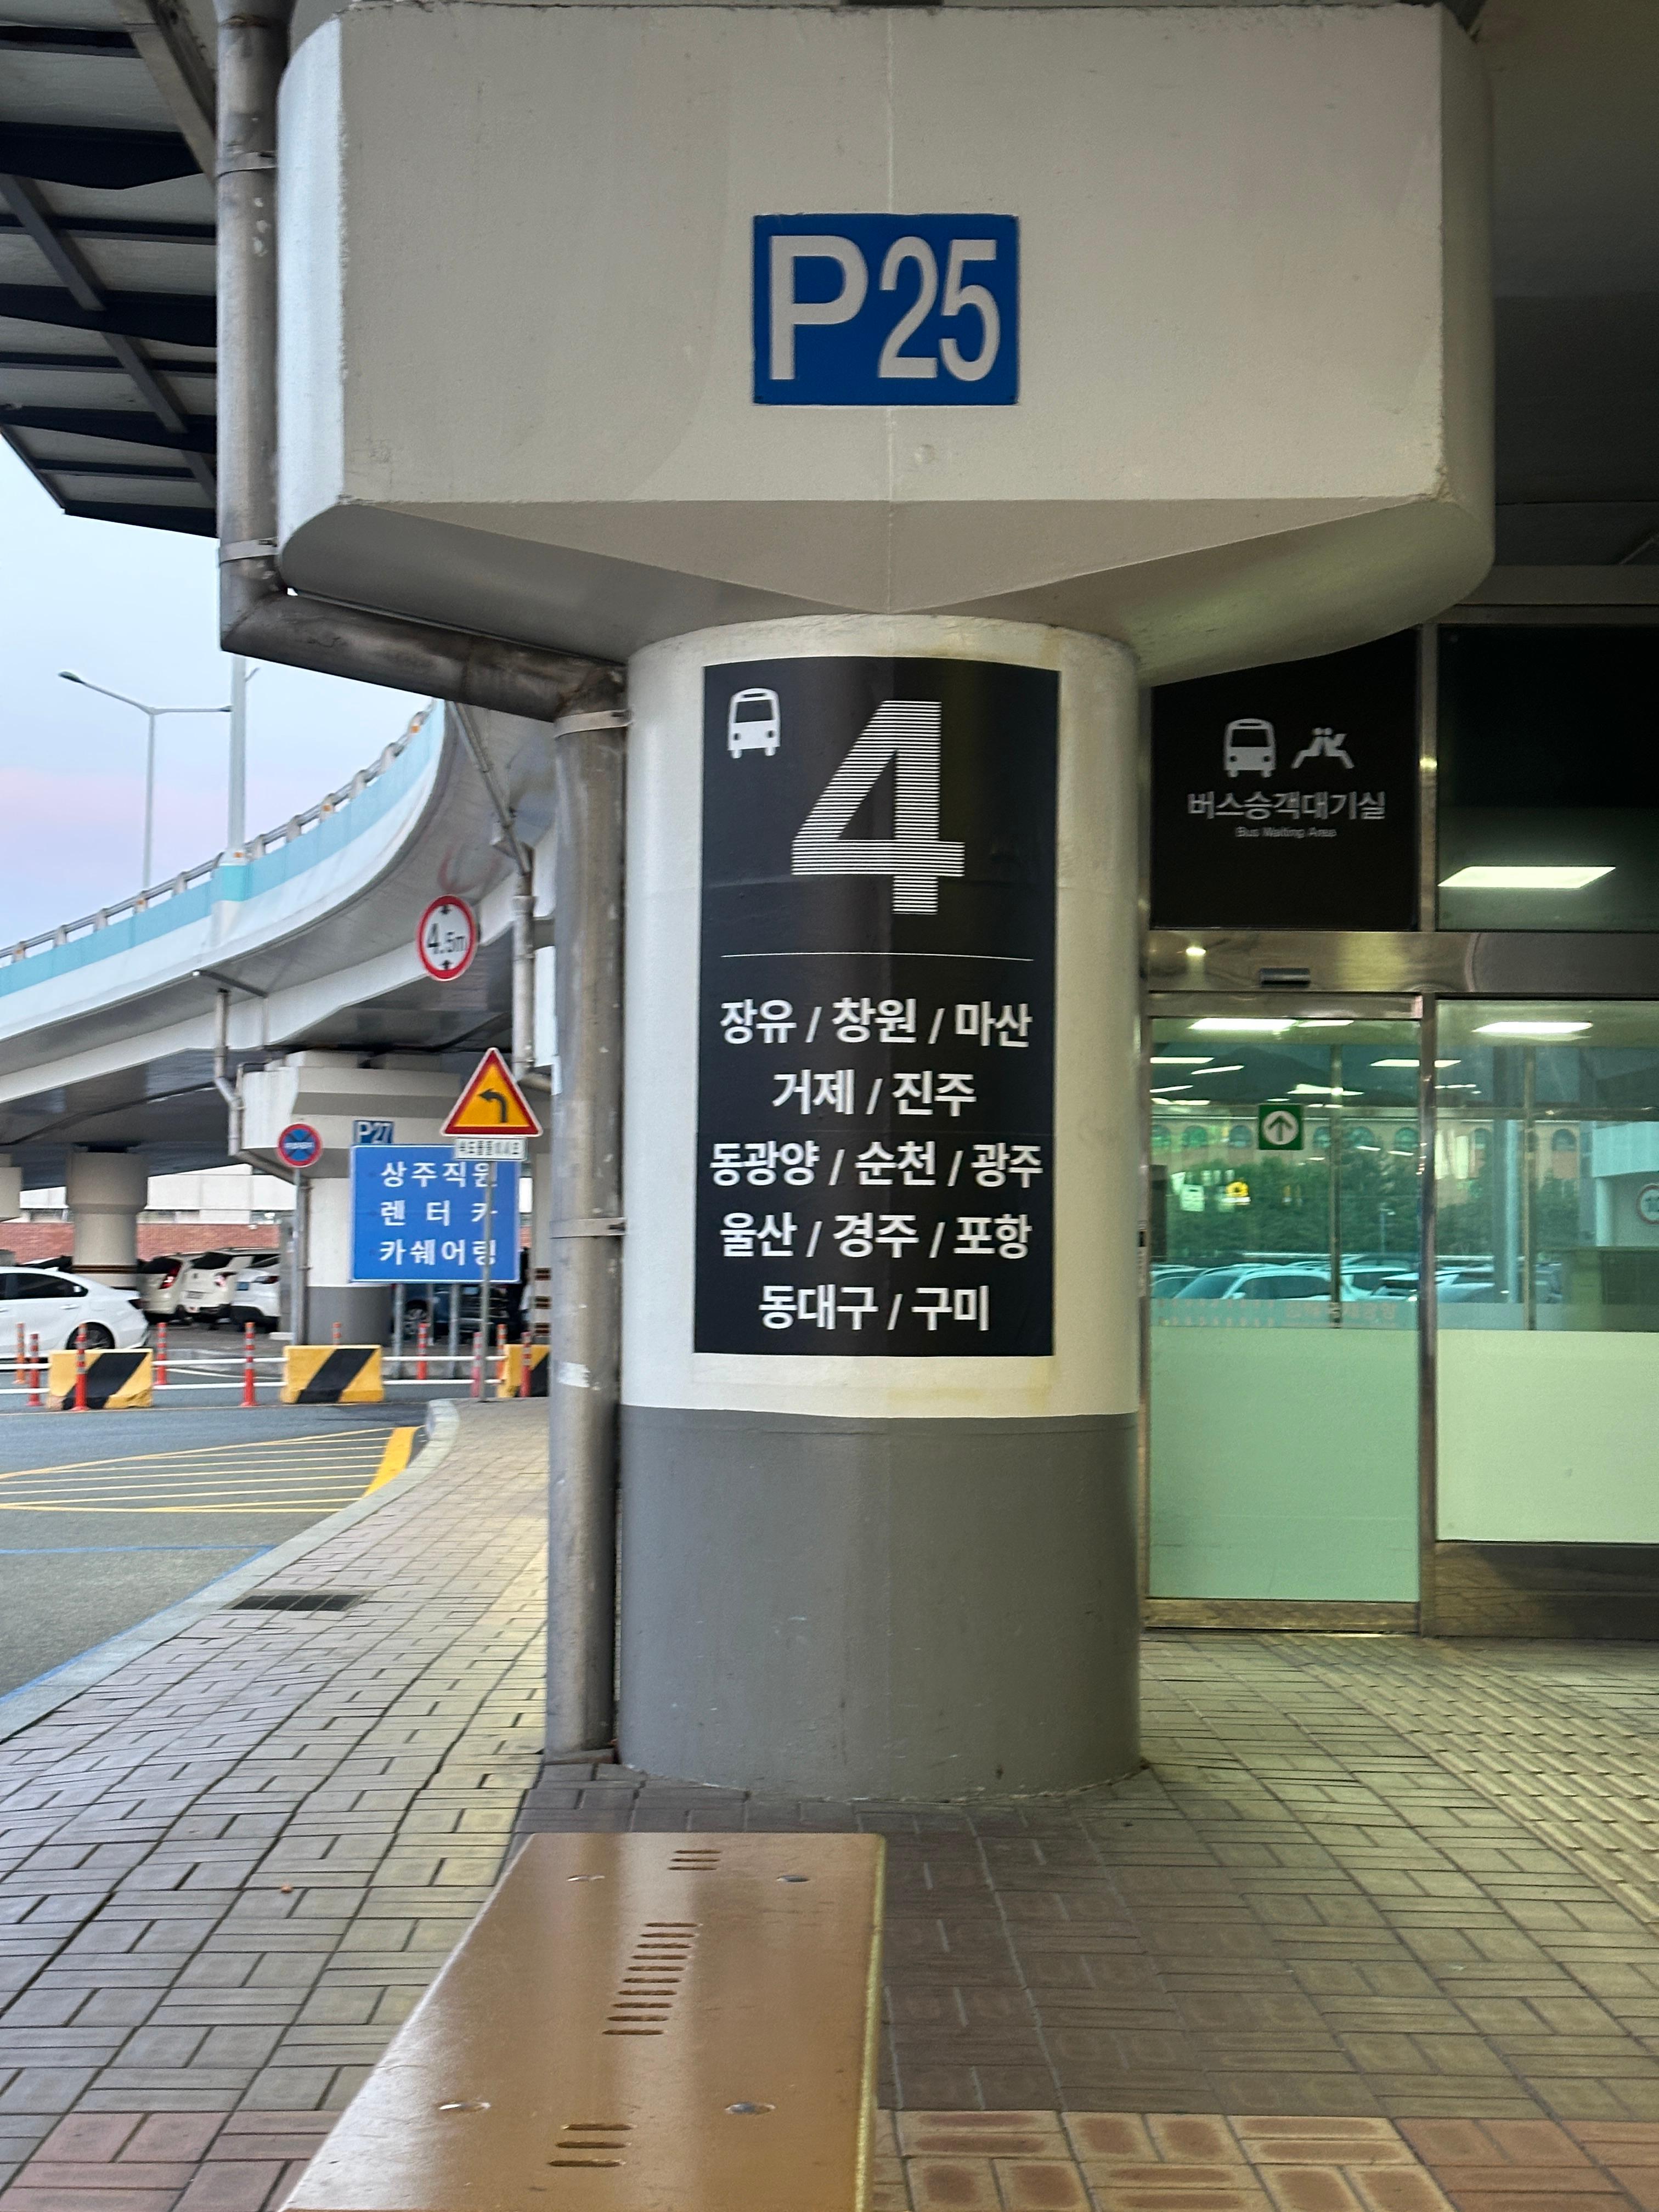 P25
4
장유 / 창원 / 마산
거제 / 진주
동광양 / 순천 / 광주
울산 / 경주 / 포항
동대구 / 구미
버스승객대기실
Bus Waiting Area
4.5m
P27
상주직원
렌 터 카
카쉐어링